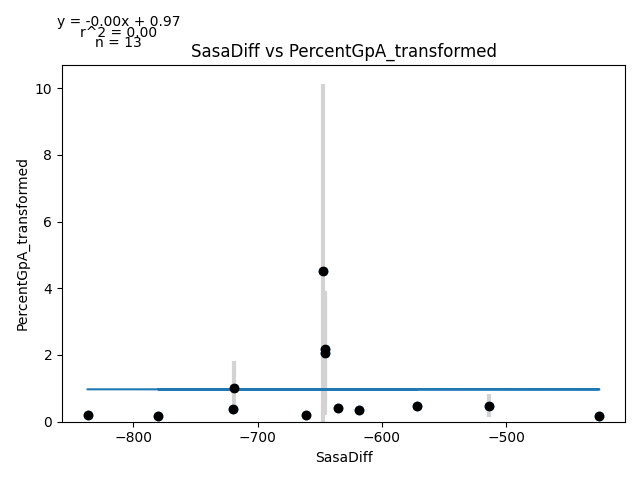 y = -0.00x + 0.97
r^2 = 0.00
n = 13
SasaDiff vs PercentGpA_transformed
PercentGpA_transformed
10
8
6
4
2
0
−800
−700
−600
−500
SasaDiff